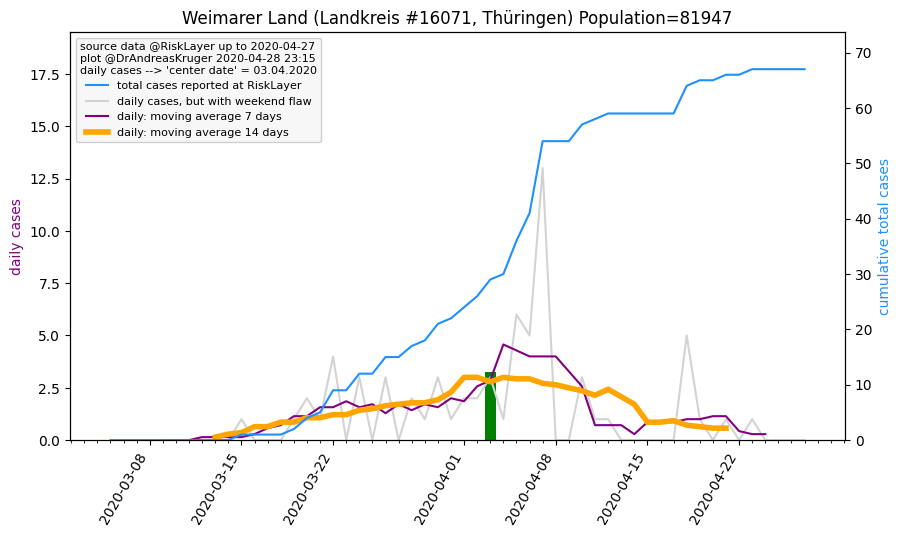 Weimarer Land (Landkreis #16071, Thüringen) Population=81947
source data @RiskLayer up to 2020-04-27
plot @DrAndreasKruger 2020-04-28 23:15
daily cases --> 'center date' = 03.04.2020
total cases reported at RiskLayer
daily cases, but with weekend flaw
daily: moving average 7 days
daily: moving average 14 days
daily cases
17.5
15.0
12.5
10.0
7.5
5.0
2.5
0.0
cumulative total cases
70
60
50
40
30
20
10
0
2020-03-08
2020-03-15
2020-03-22
2020-04-01
2020-04-08
2020-04-15
2020-04-22